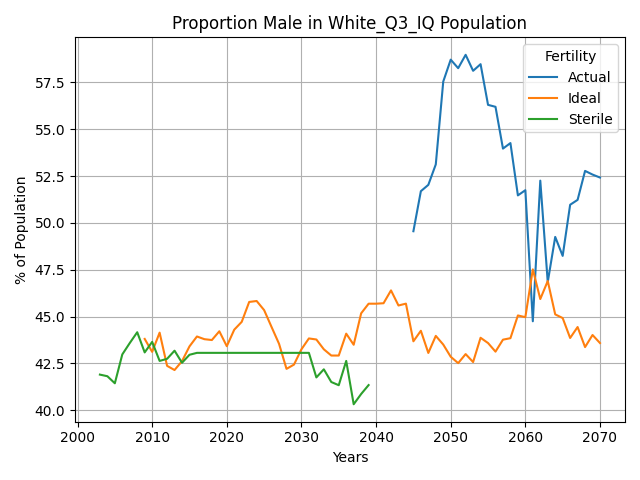 Proportion Male in White_Q3_IQ Population
Fertility
Actual
Ideal
Sterile
% of Population
57.5
55.0
52.5
50.0
47.5
45.0
42.5
40.0
2000
2010
2020
2030
2040
2050
2060
2070
Years